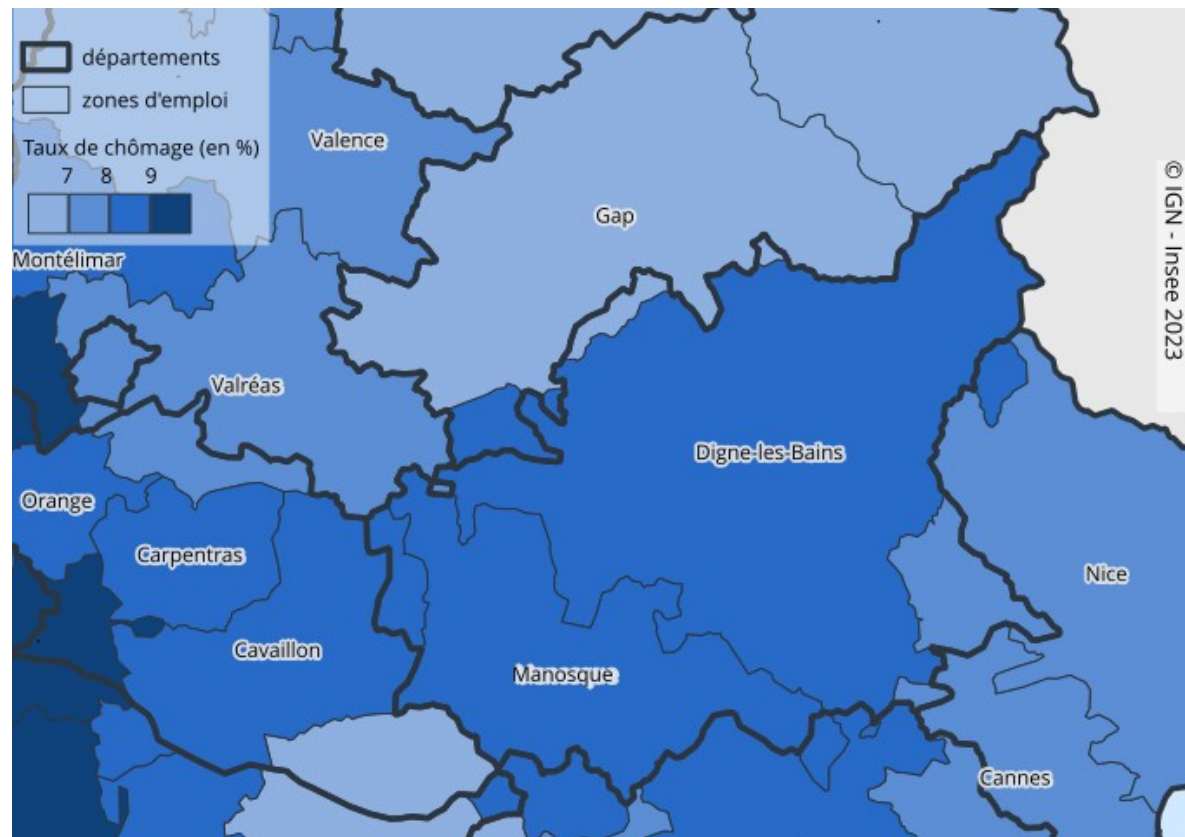 départements
zones d'emploi
Taux de chômage (en %)
7 8 9
Valence
Gap
© IGN - Insee 2023
Montélimar
Valréas
Digne-les-Bains
Orange
Carpentras
Nice
Cavaillon
Manosque
Cannes